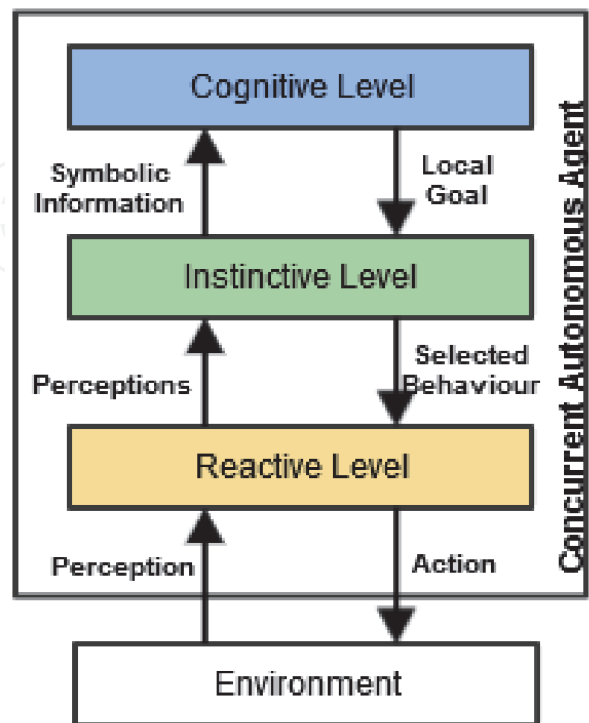 Cognitive Level
Symbolic
Information
Local
Goal
Instinctive Level
Perceptions
Selected
Behaviour
Reactive Level
Perception
Action
Environment
Concurrent Autonomous Agent